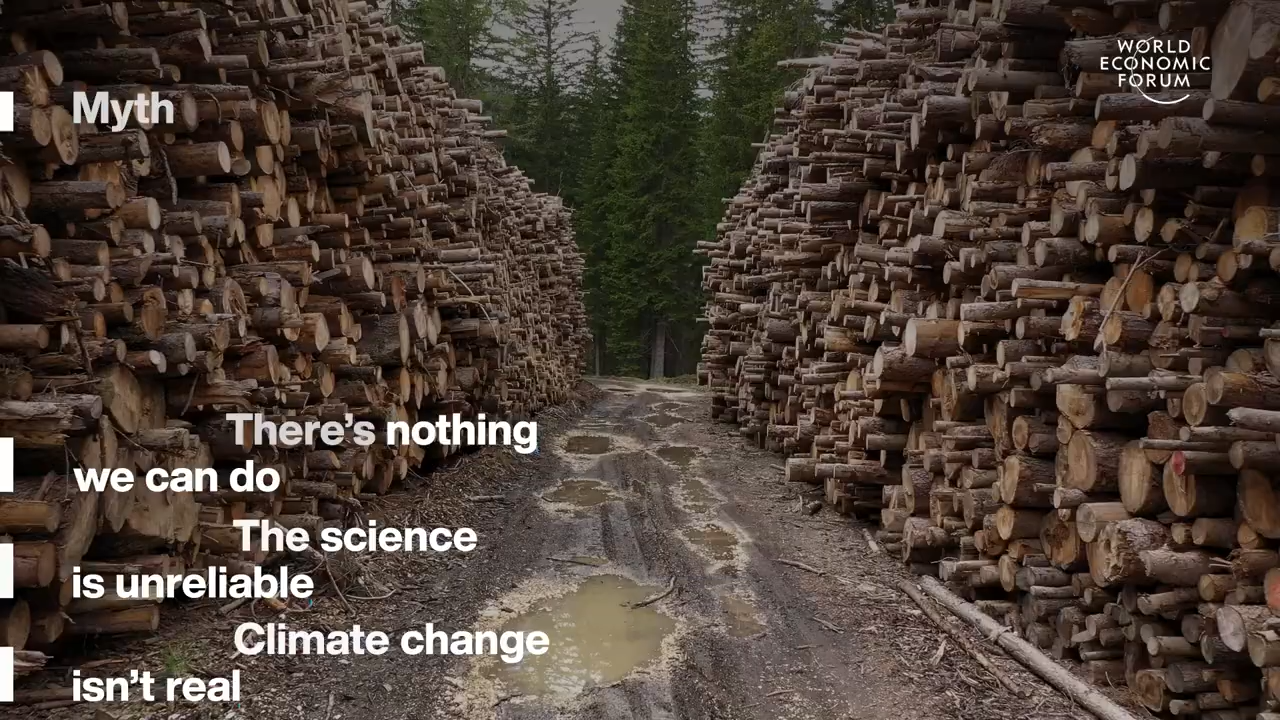 WORLD
ECONOMIC
FORUM
Myth
There's nothing
we can do
The science
is unreliable
Climate change
isn't real